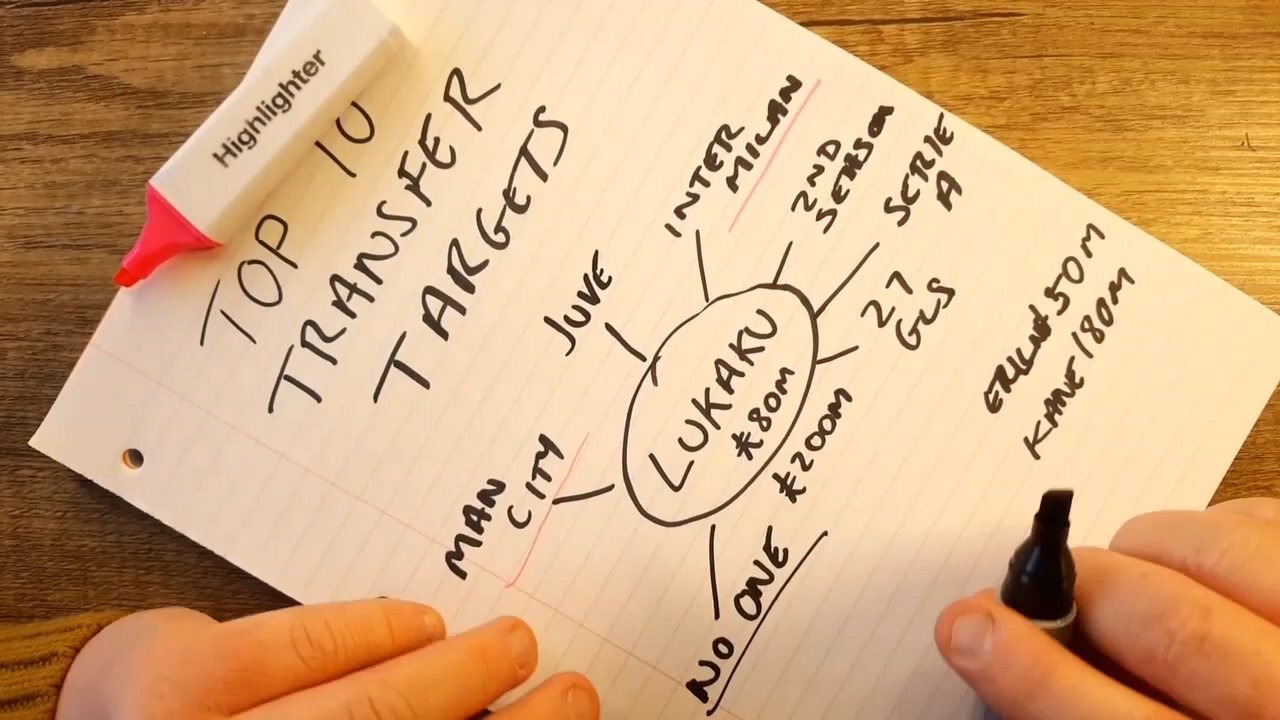 Highlighter
TOP 10
TRANSFER
TARGETS
INTER
MILAN
2ND
SEASON
SERIE
A
JUVE
27
GLS
LUKAKU
£80M
£200M
MAN
CITY
NO ONE
50M
KANE 180M